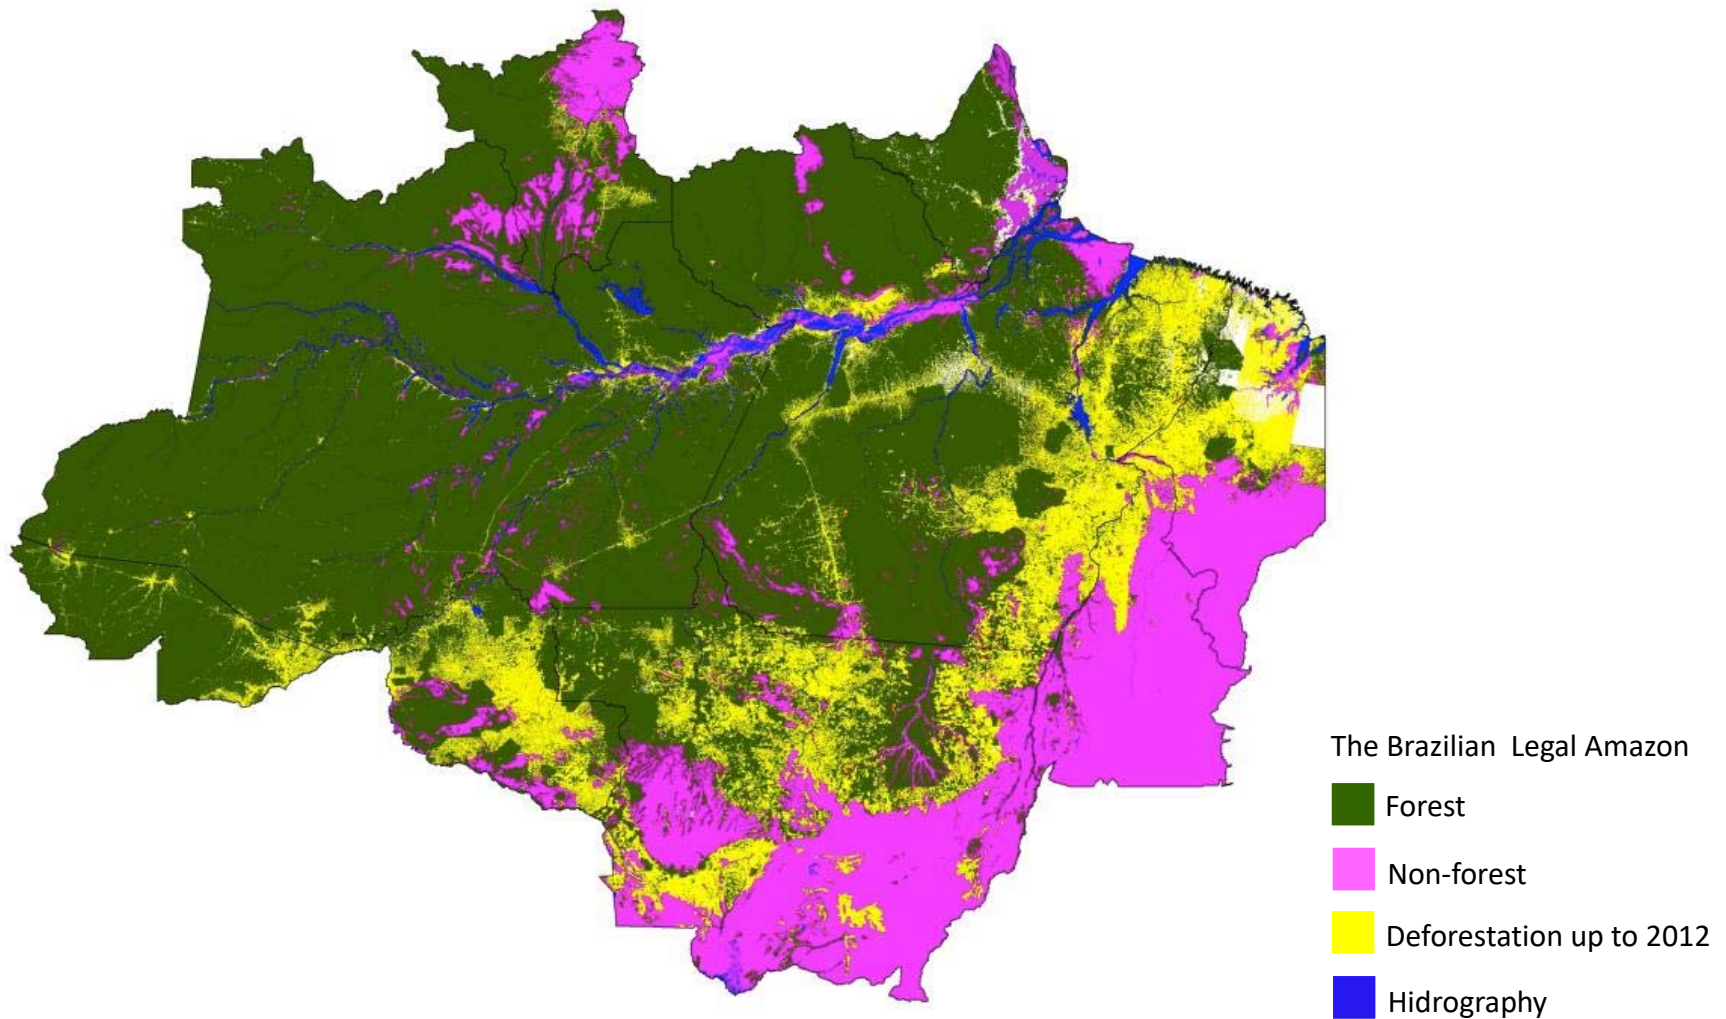 The Brazilian Legal Amazon
Forest
Non-forest
Deforestation up to 2012
Hidrography